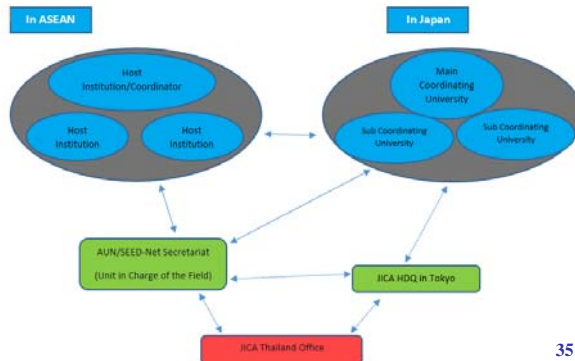 In ASEAN
In Japan
Host
Institution/Coordinator
Host
Institution
Host
Institution
Main
Coordinating
University
Sub Coordinating
University
Sub Coordinating
University
AUN/SEED-Net Secretariat
(Unit in Charge of the Field)
JICA HDQ in Tokyo
JICA Thailand Office
35